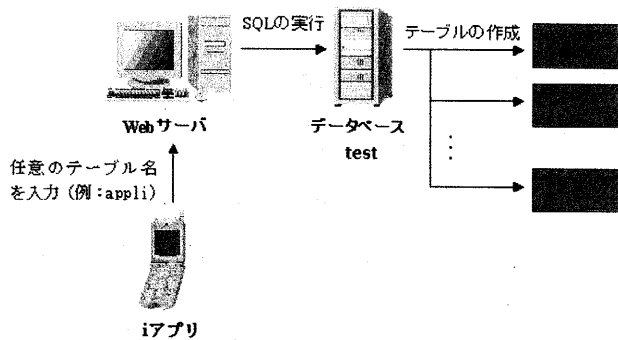 SQLの実行
テーブルの作成
Webサーバ
データベース
test
任意のテーブル名
を入力（例：appli）
iアプリ